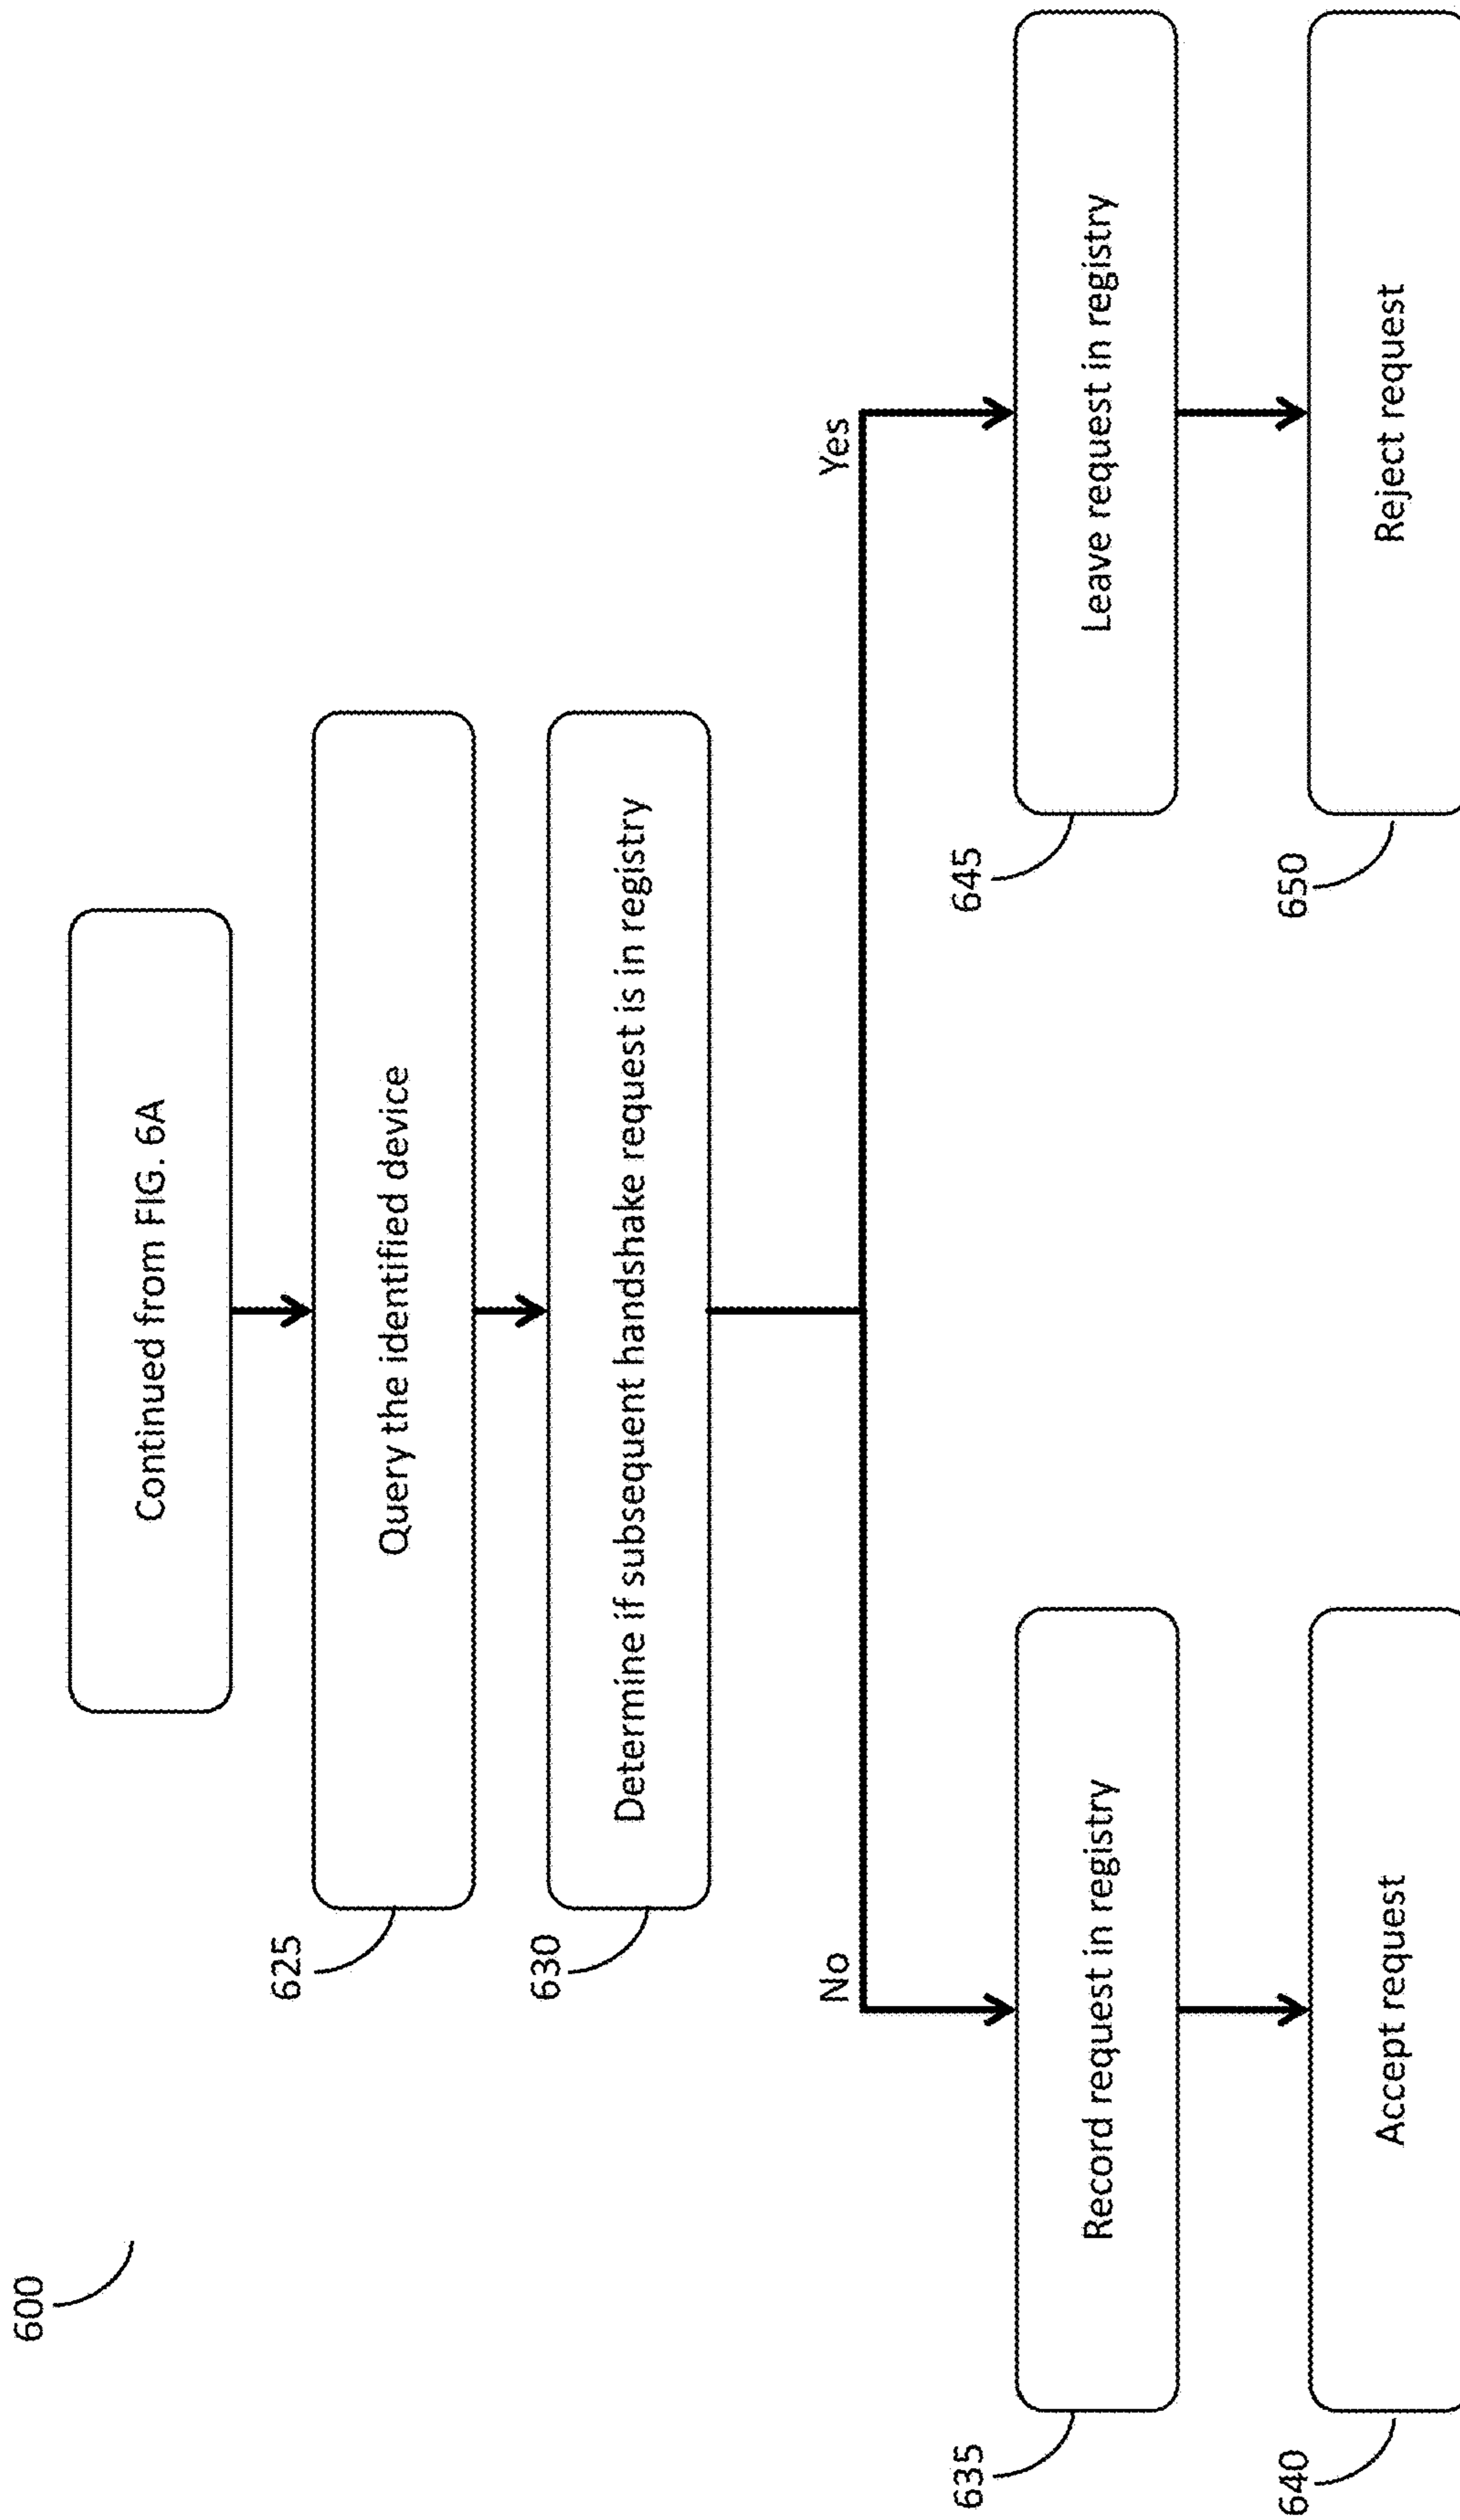 600
Continued from FIG. 6A
625
Query the identified device
630
Determine if subsequent handshake request is in registry
No
Yes
635
Record request in registry
645
Leave request in registry
640
Accept request
650
Reject request